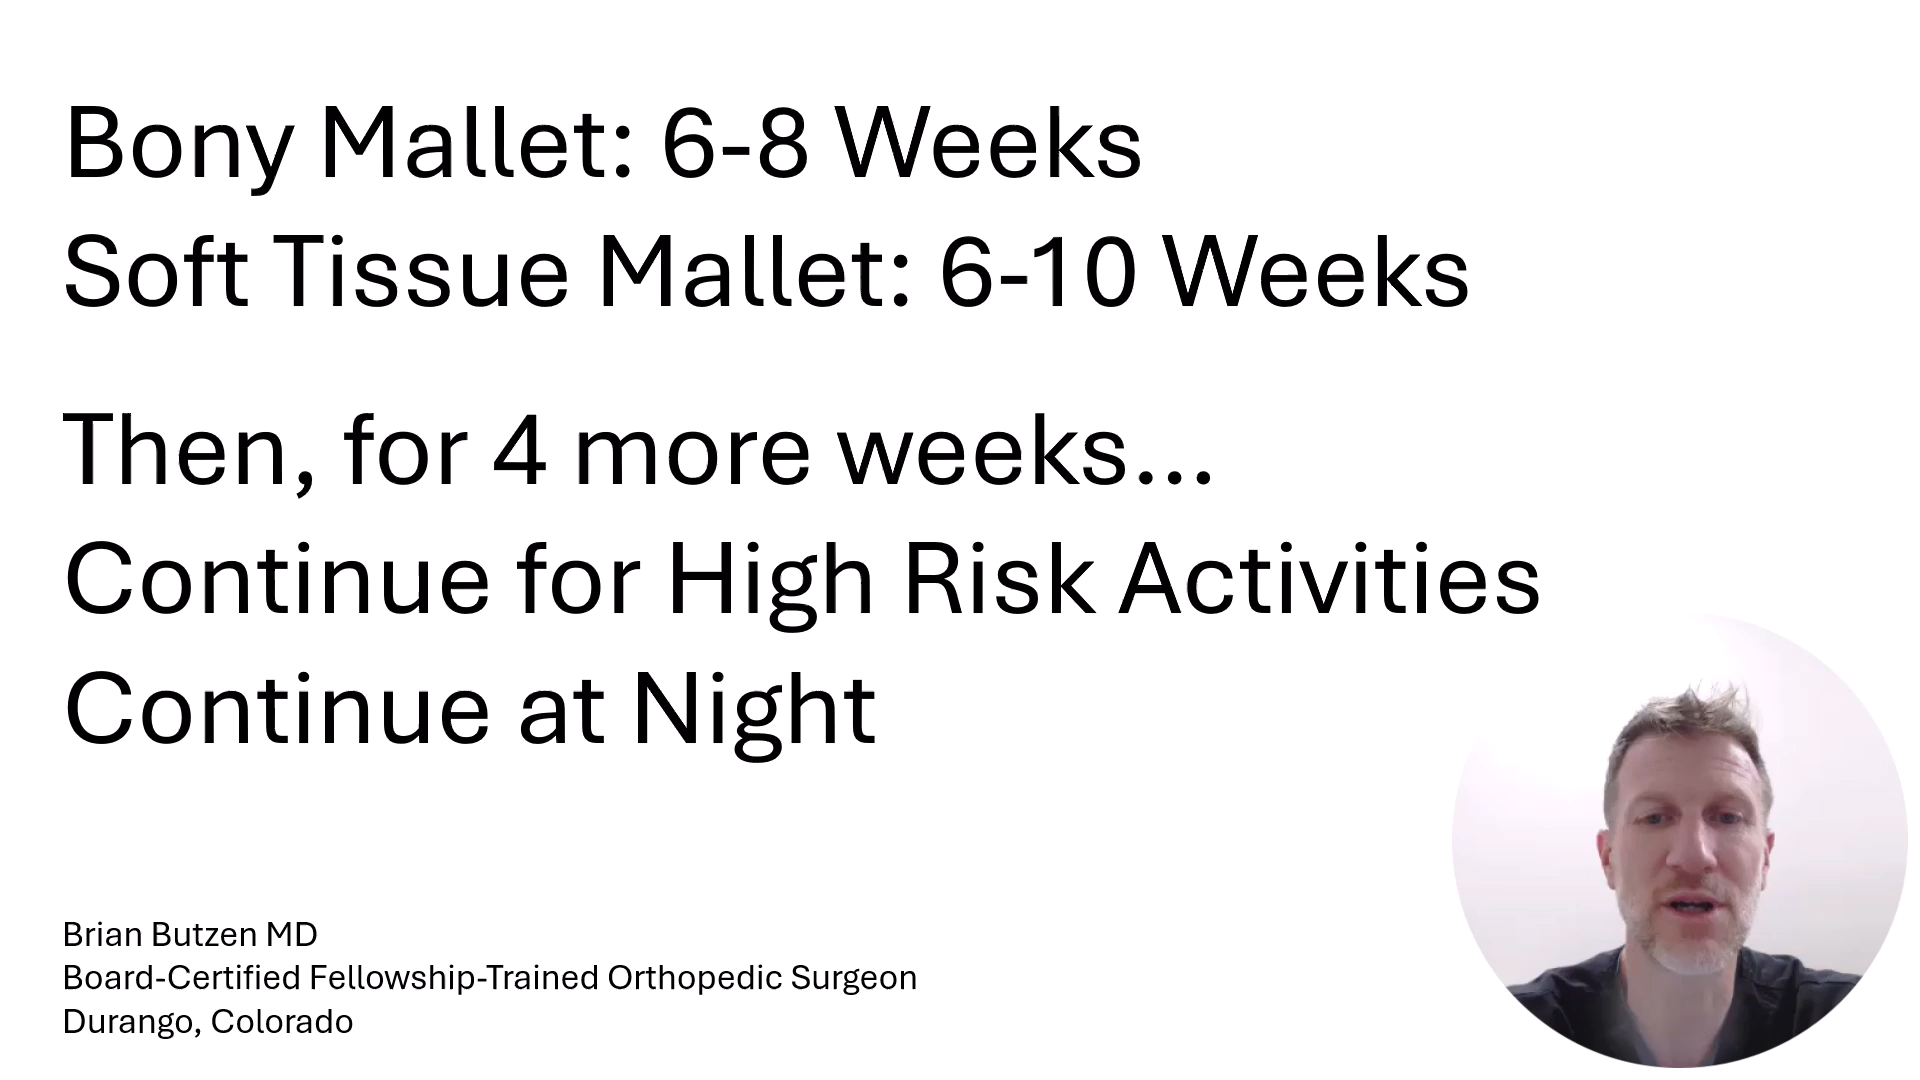 Bony Mallet: 6-8 Weeks
Soft Tissue Mallet: 6-10 Weeks
Then, for 4 more weeks...
Continue for High Risk Activities
Continue at Night
Brian Butzen MD
Board-Certified Fellowship-Trained Orthopedic Surgeon
Durango, Colorado